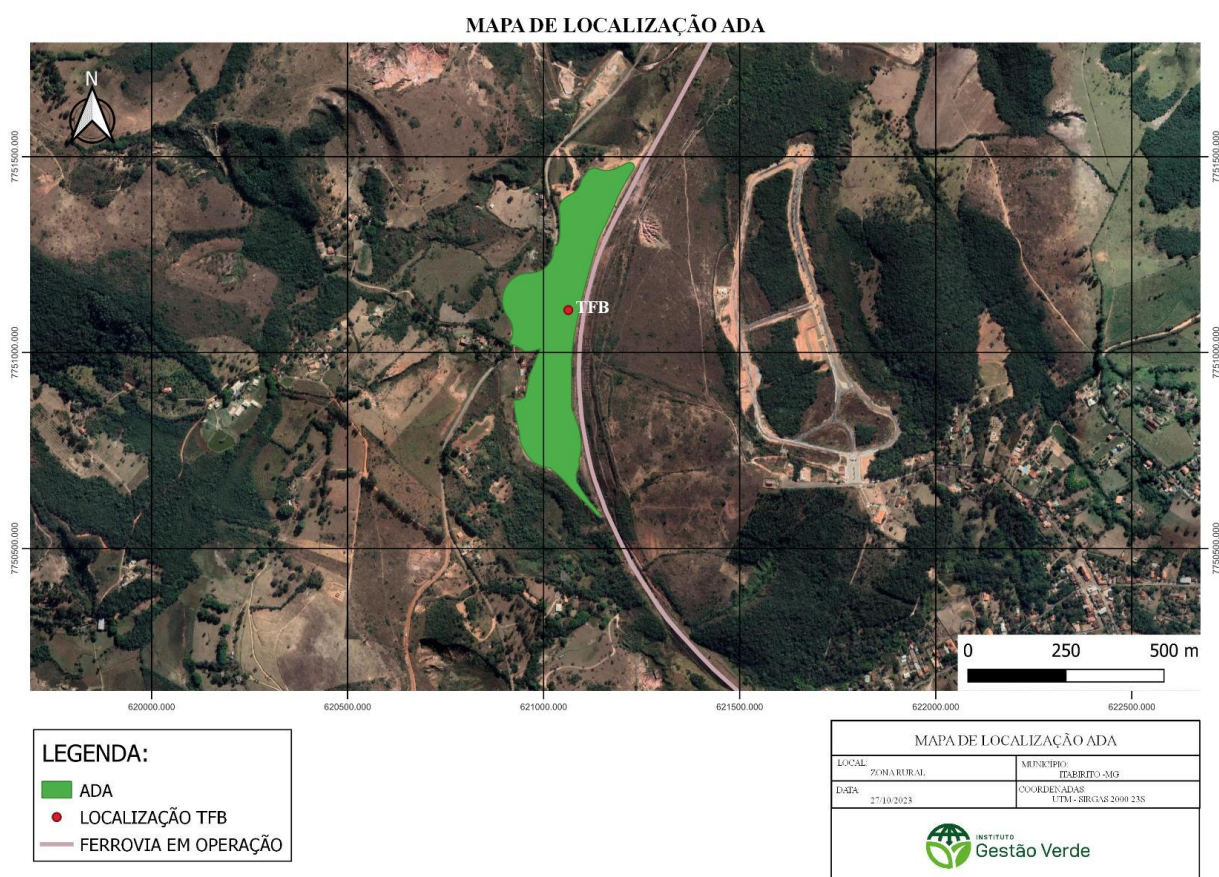 MAPA DE LOCALIZAÇÃO ADA
N
7751500.000
7751500.000
TFB
7751000.000
7751000.000
7750500.000
7750500.000
0 250 500 m
620000.000 620500.000 621000.000 621500.000 622000.000 622500.000
LEGENDA:
ADA
LOCALIZAÇÃO TFB
FERROVIA EM OPERAÇÃO
MAPA DE LOCALIZAÇÃO ADA
LOCAL:
ZONA RURAL
MUNICÍPIO:
ITABIRITO -MG
DATA:
27/10/2023
COORDENADAS:
UTM - SIRGAS 2000 23S
INSTITUTO
Gestão Verde